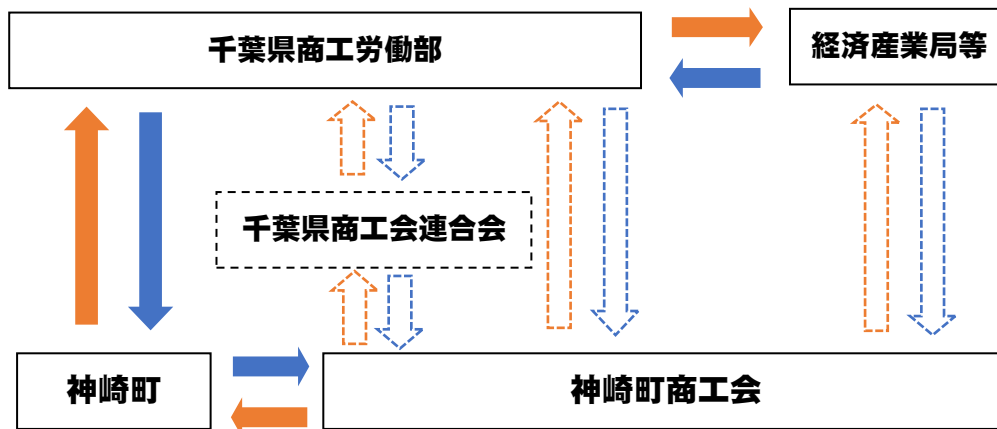 千葉県商工労働部
経済産業局等
千葉県商工会連合会
神崎町
神崎町商工会